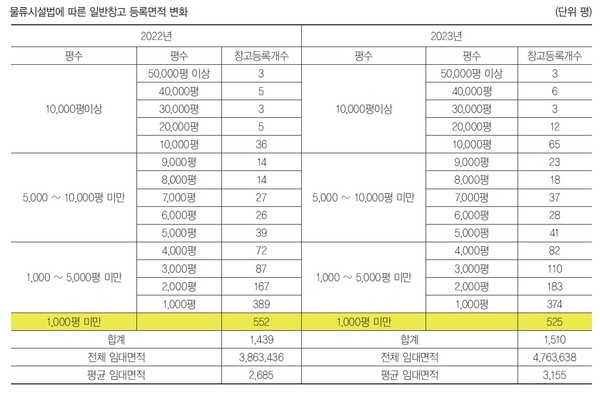 물류시설법에 따른 일반창고 등록면적 변화 (단위 평)
2022년 2023년
평수 평수 창고등록개수 평수 평수 창고등록개수
10,000평이상 50,000평 이상 3 10,000평이상 50,000평 이상 3
40,000평 5 40,000평 6
30,000평 3 30,000평 3
20,000평 5 20,000평 12
10,000평 36 10,000평 65
5,000 ~ 10,000평 미만 9,000평 14 5,000 ~ 10,000평 미만 9,000평 23
8,000평 14 8,000평 18
7,000평 27 7,000평 37
6,000평 26 6,000평 28
5,000평 39 5,000평 41
1,000 ~ 5,000평 미만 4,000평 72 1,000 ~ 5,000평 미만 4,000평 82
3,000평 87 3,000평 110
2,000평 167 2,000평 183
1,000평 389 1,000평 374
1,000평 미만 552 1,000평 미만 525
합계 1,439 합계 1,510
전체 임대면적 3,863,436 전체 임대면적 4,763,638
평균 임대면적 2,685 평균 임대면적 3,155